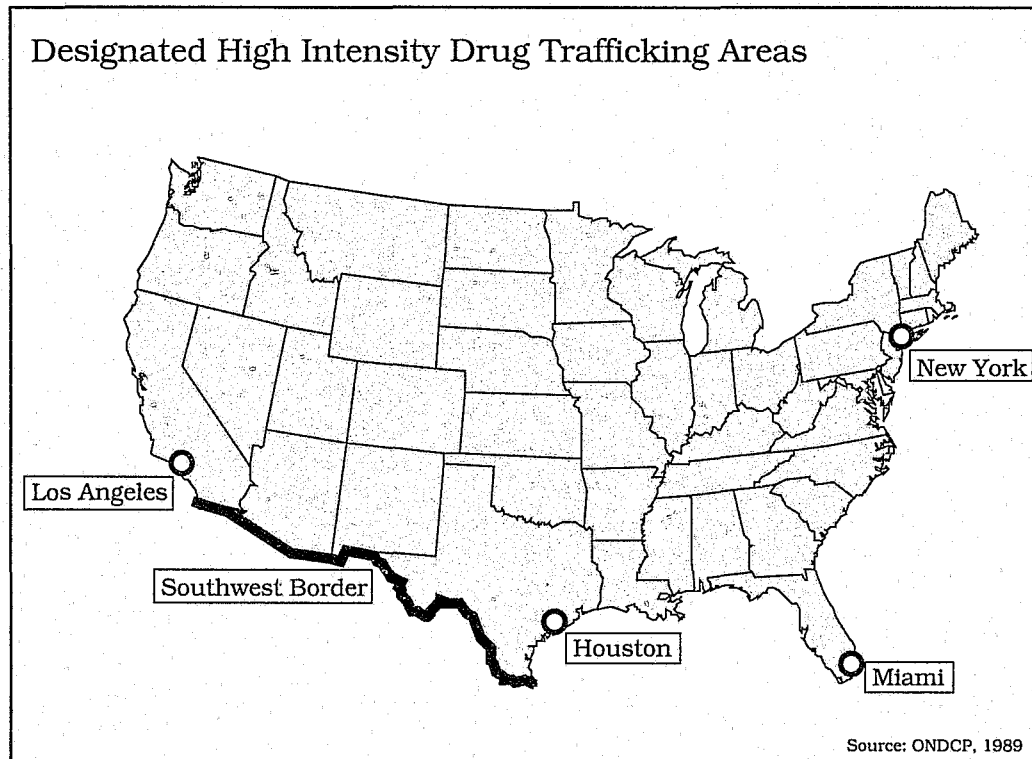 Designated High Intensity Drug Trafficking Areas
New York
Los Angeles
Southwest Border
Houston
Miami
Source: ONDCP, 1989